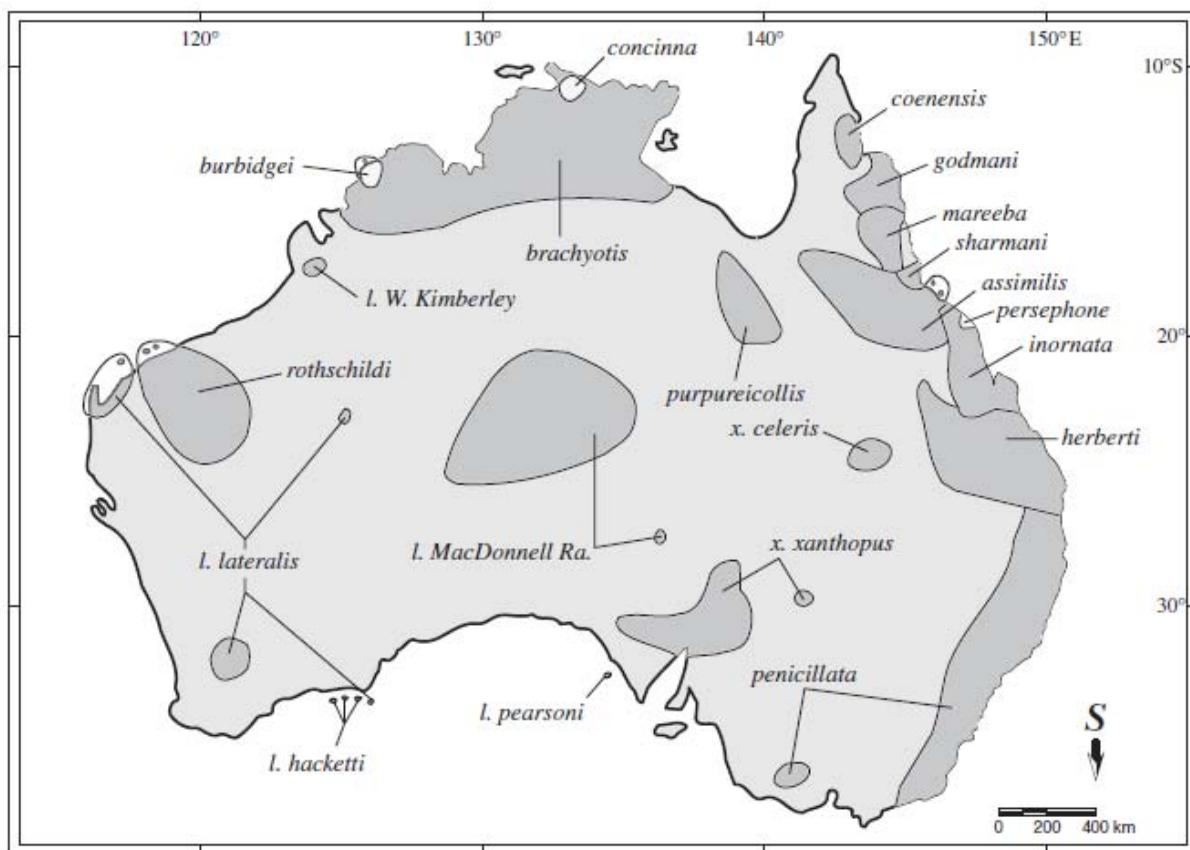 120°
130°
140°
150°E
10°S
concinna
coenensis
burbidgei
godmani
mareeba
sharmani
brachyotis
l. W. Kimberley
assimilis
persephone
20°
rothschildi
inornata
purpureicollis
x. celeris
herberti
l. lateralis
l. MacDonnell Ra.
x. xanthopus
30°
penicillata
l. pearsoni
S
l. hacketti
0 200 400 km